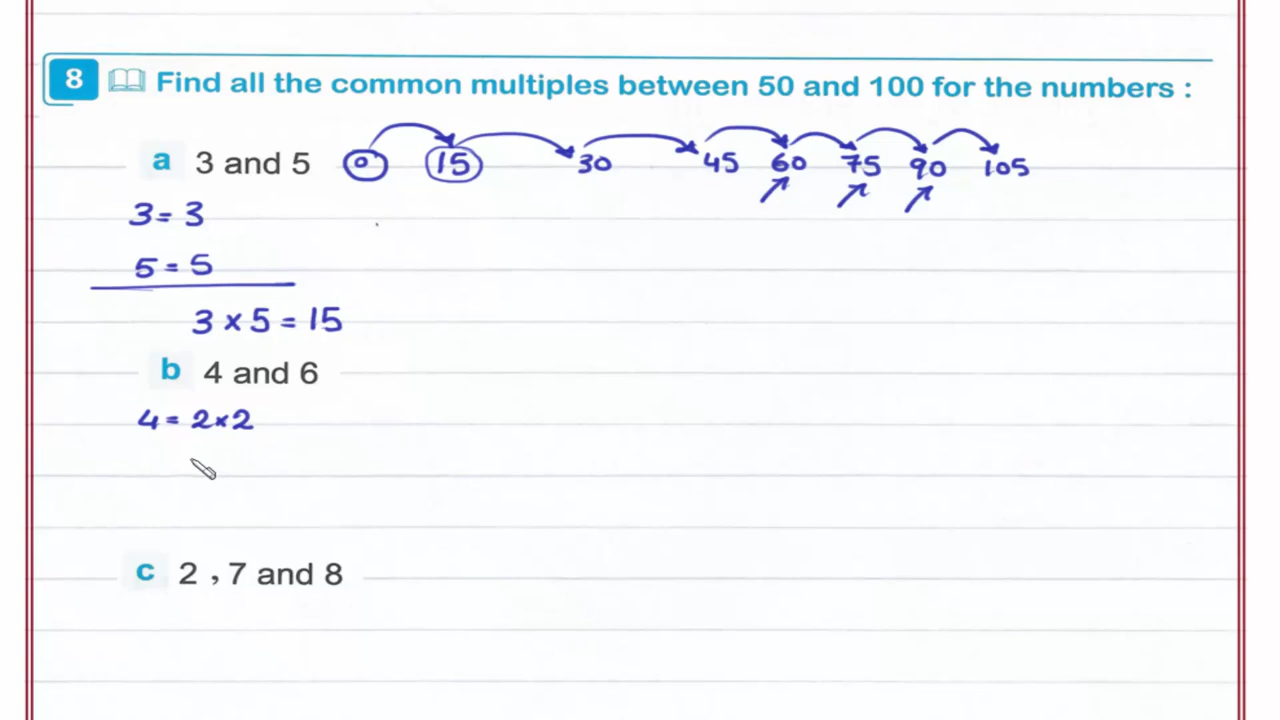 8 Find all the common multiples between 50 and 100 for the numbers :
a 3 and 5 0 15 30 45 60 75 90 105
3 = 3
5 = 5
3 × 5 = 15
b 4 and 6
4 = 2×2
c 2 , 7 and 8